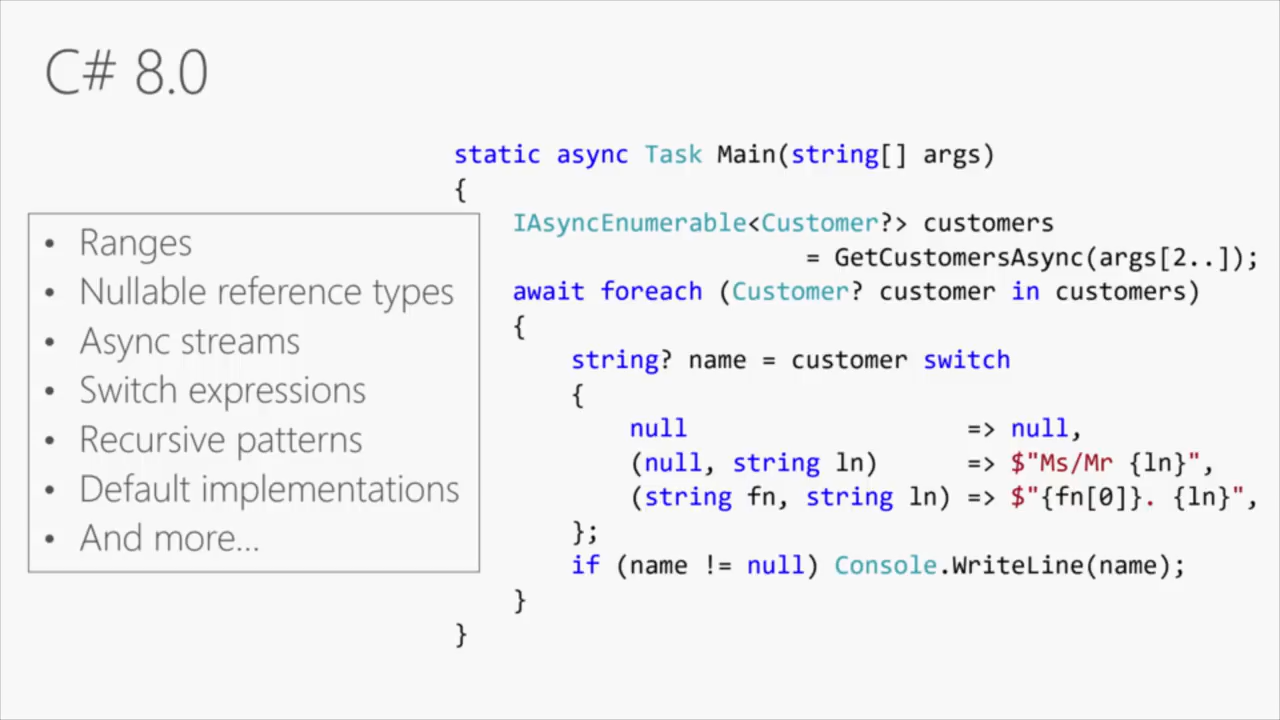 C# 8.0
• Ranges
• Nullable reference types
• Async streams
• Switch expressions
• Recursive patterns
• Default implementations
• And more...
static async Task Main(string[] args)
{
    IAsyncEnumerable<Customer?> customers
                        = GetCustomersAsync(args[2..]);
    await foreach (Customer? customer in customers)
    {
        string? name = customer switch
        {
            null                   => null,
            (null, string ln)      => $"Ms/Mr {ln}",
            (string fn, string ln) => $"{fn[0]}. {ln}",
        };
        if (name != null) Console.WriteLine(name);
    }
}